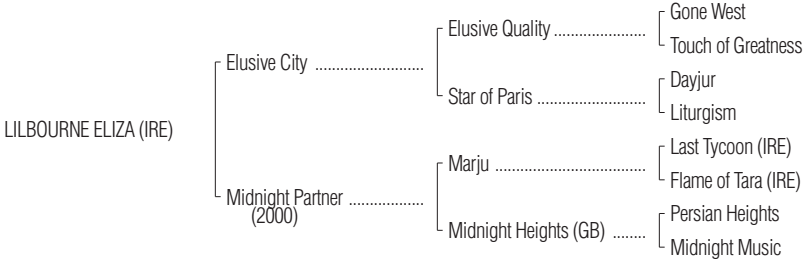 Gone West
Elusive Quality ......................
Touch of Greatness
Elusive City ..........................
Dayjur
Star of Paris ..........................
Liturgism
LILBOURNE ELIZA (IRE)
Last Tycoon (IRE)
Marju ....................................
Flame of Tara (IRE)
Midnight Partner ..................
(2000)
Persian Heights
Midnight Heights (GB) ........
Midnight Music